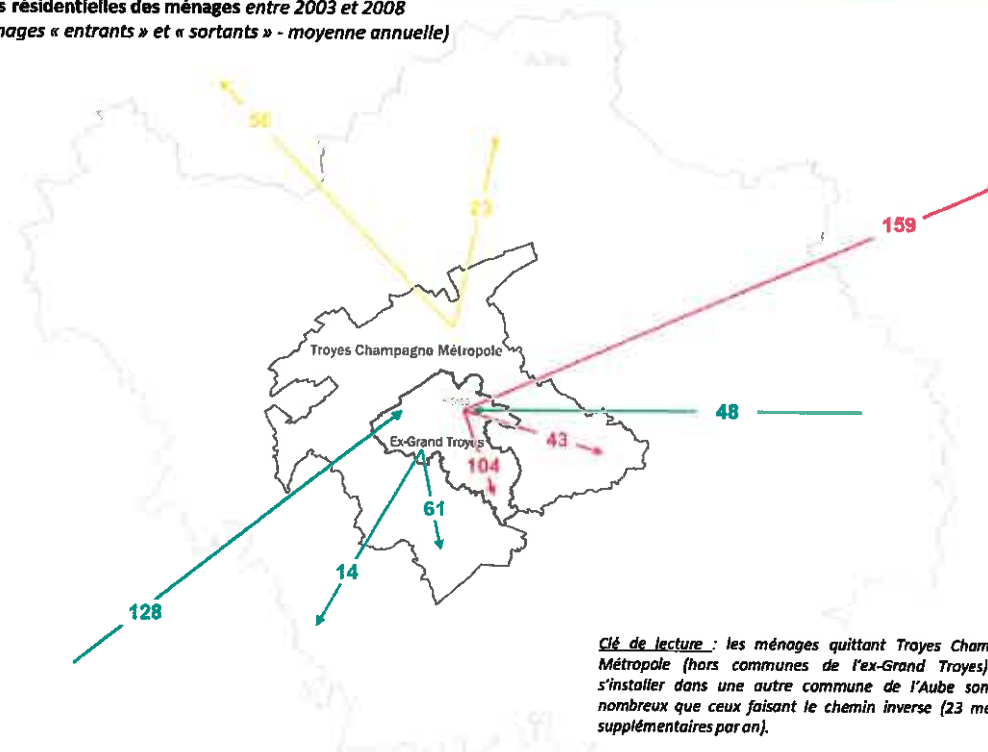 s résidentielles des ménages entre 2003 et 2008
nages « entrants » et « sortants » - moyenne annuelle)
56
23
159
Troyes Champagne Métropole
Troyes
48
Ex-Grand Troyes
43
104
61
14
128
Clé de lecture : les ménages quittant Troyes Cham
Métropole (hors communes de l'ex-Grand Troyes)
s'installer dans une autre commune de l'Aube son
nombreux que ceux faisant le chemin inverse (23 mé
supplémentaires par an).